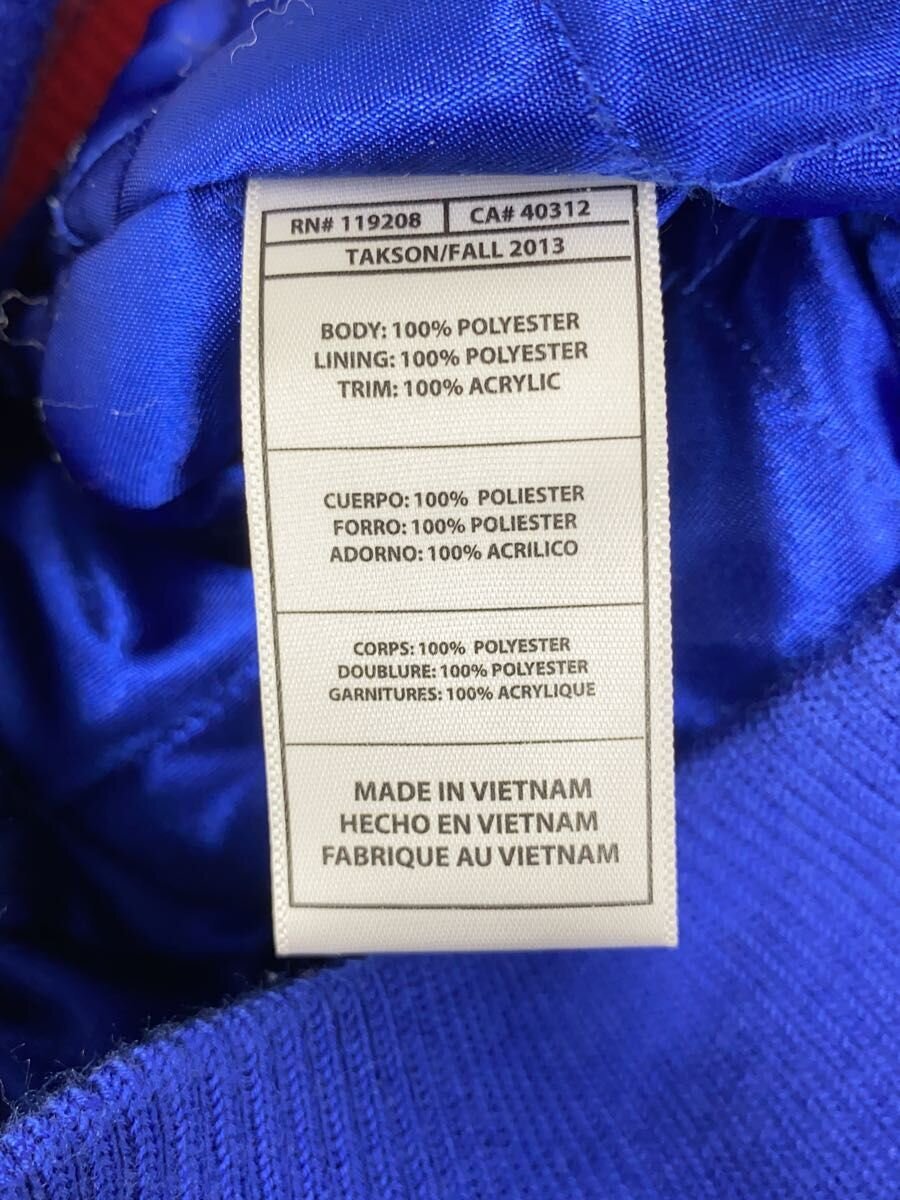 RN# 119208 CA# 40312
TAKSON/FALL 2013
BODY: 100% POLYESTER
LINING: 100% POLYESTER
TRIM: 100% ACRYLIC
CUERPO: 100% POLIESTER
FORRO: 100% POLIESTER
ADORNO: 100% ACRILICO
CORPS: 100% POLYESTER
DOUBLURE: 100% POLYESTER
GARNITURES: 100% ACRYLIQUE
MADE IN VIETNAM
HECHO EN VIETNAM
FABRIQUE AU VIETNAM